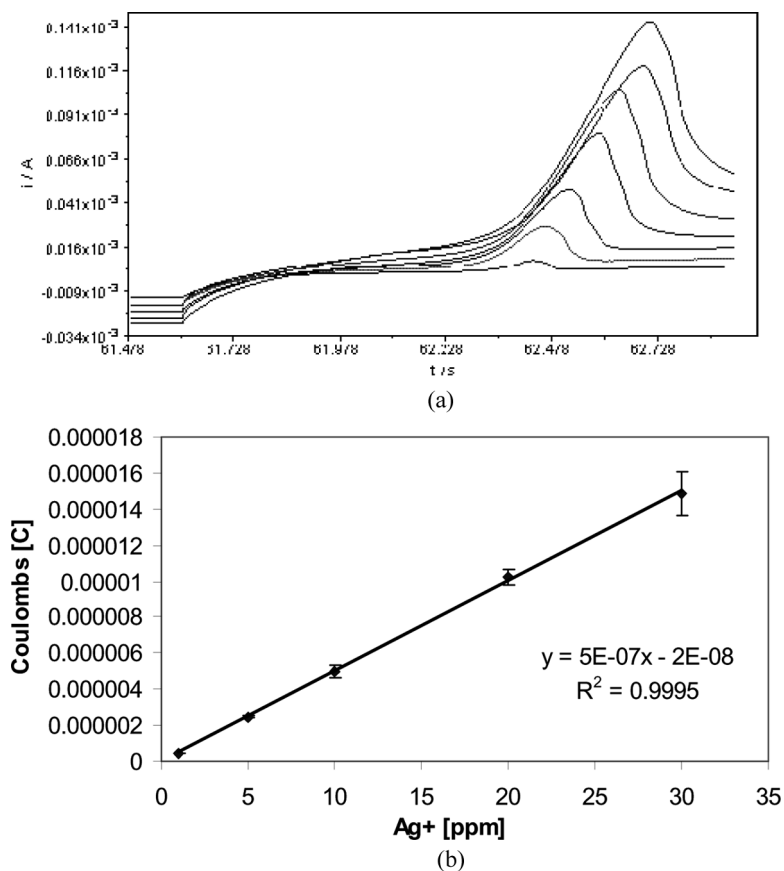 0.141x10⁻³
0.116x10⁻³
0.091x10⁻³
0.066x10⁻³
0.041x10⁻³
0.016x10⁻³
-0.009x10⁻³
-0.034x10⁻³
i / A
61.478 61.728 61.978 62.228 62.478 62.728
t / s
(a)
0.000018
0.000016
0.000014
0.000012
0.00001
0.000008
0.000006
0.000004
0.000002
0
Coulombs [C]
y = 5E-07x - 2E-08
R² = 0.9995
0 5 10 15 20 25 30 35
Ag+ [ppm]
(b)